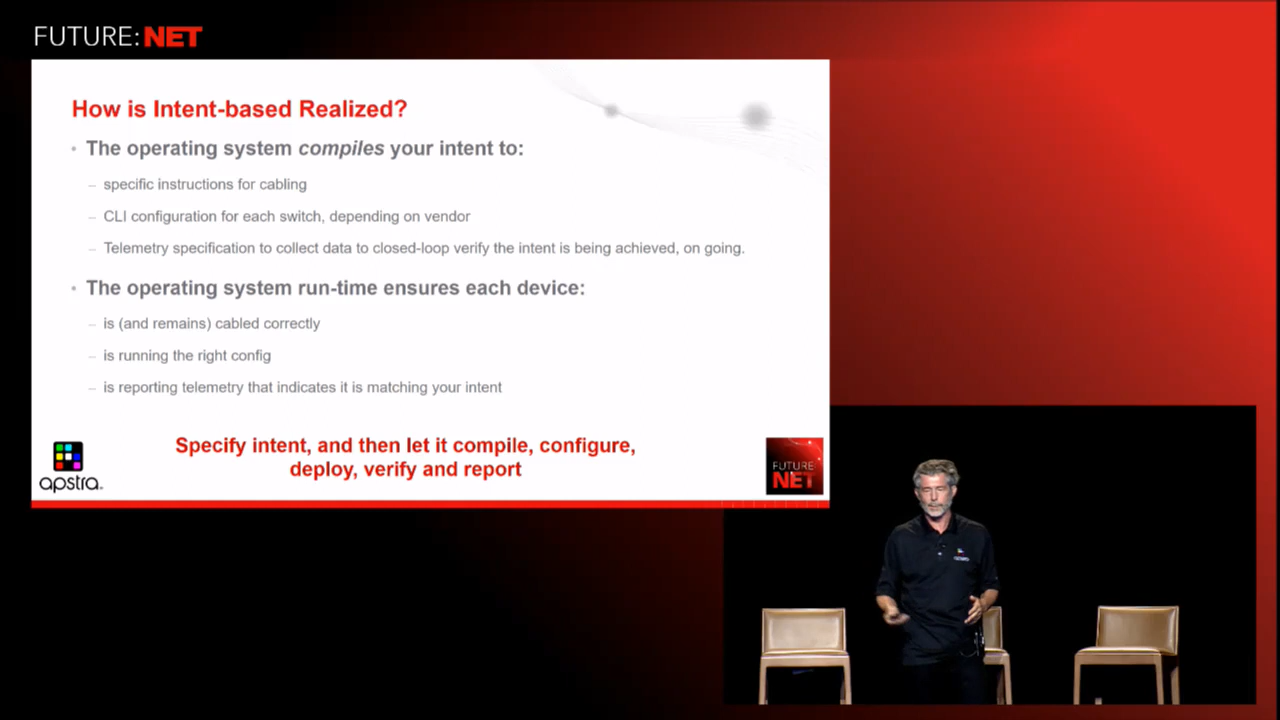 FUTURE:NET
How is Intent-based Realized?
• The operating system compiles your intent to:
– specific instructions for cabling
– CLI configuration for each switch, depending on vendor
– Telemetry specification to collect data to closed-loop verify the intent is being achieved, on going.
• The operating system run-time ensures each device:
– is (and remains) cabled correctly
– is running the right config
– is reporting telemetry that indicates it is matching your intent
Specify intent, and then let it compile, configure,
deploy, verify and report
apstra.
FUTURE:
NET